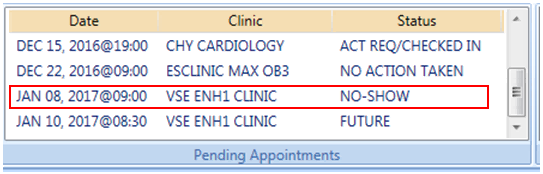 Date Clinic Status
DEC 15, 2016@19:00 CHY CARDIOLOGY ACT REQ/CHECKED IN
DEC 22, 2016@09:00 ESCLINIC MAX OB3 NO ACTION TAKEN
JAN 08, 2017@09:00 VSE ENH1 CLINIC NO-SHOW
JAN 10, 2017@08:30 VSE ENH1 CLINIC FUTURE
Pending Appointments